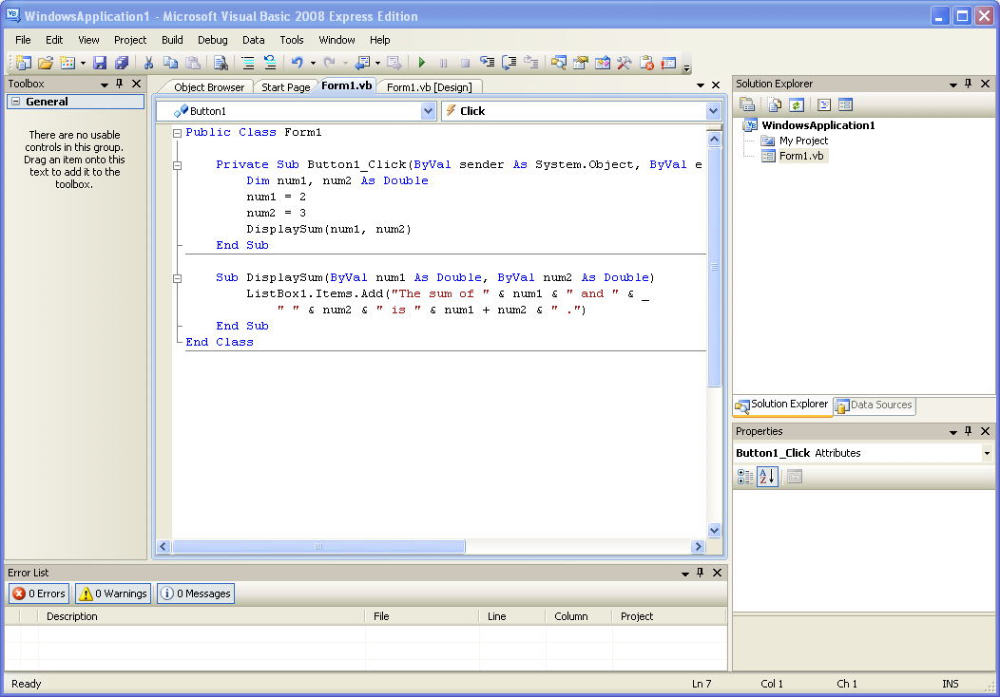 WindowsApplication1 - Microsoft Visual Basic 2008 Express Edition
File Edit View Project Build Debug Data Tools Window Help
Toolbox
General
There are no usable
controls in this group.
Drag an item onto this
text to add it to the
toolbox.
Object Browser Start Page Form1.vb Form1.vb [Design]
Button1 Click
Public Class Form1
Private Sub Button1_Click(ByVal sender As System.Object, ByVal e
Dim num1, num2 As Double
num1 = 2
num2 = 3
DisplaySum(num1, num2)
End Sub
Sub DisplaySum(ByVal num1 As Double, ByVal num2 As Double)
ListBox1.Items.Add("The sum of " & num1 & " and " & _
" " & num2 & " is " & num1 + num2 & " .")
End Sub
End Class
Solution Explorer
WindowsApplication1
My Project
Form1.vb
Solution Explorer Data Sources
Properties
Button1_Click Attributes
Error List
0 Errors 0 Warnings 0 Messages
Description File Line Column Project
Ready Ln 7 Col 1 Ch 1 INS